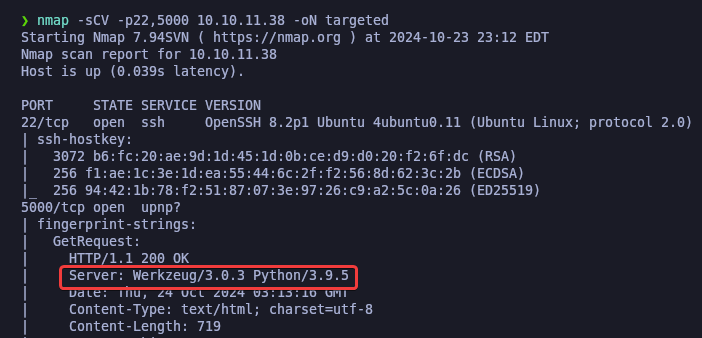 ❯ nmap -sCV -p22,5000 10.10.11.38 -oN targeted
Starting Nmap 7.94SVN ( https://nmap.org ) at 2024-10-23 23:12 EDT
Nmap scan report for 10.10.11.38
Host is up (0.039s latency).

PORT     STATE SERVICE VERSION
22/tcp   open  ssh     OpenSSH 8.2p1 Ubuntu 4ubuntu0.11 (Ubuntu Linux; protocol 2.0)
| ssh-hostkey:
|   3072 b6:fc:20:ae:9d:1d:45:1d:0b:ce:d9:d0:20:f2:6f:dc (RSA)
|   256 f1:ae:1c:3e:1d:ea:55:44:6c:2f:f2:56:8d:62:3c:2b (ECDSA)
|_  256 94:42:1b:78:f2:51:87:07:3e:97:26:c9:a2:5c:0a:26 (ED25519)
5000/tcp open  upnp?
| fingerprint-strings:
|   GetRequest:
|     HTTP/1.1 200 OK
|     Server: Werkzeug/3.0.3 Python/3.9.5
|     Date: Thu, 24 Oct 2024 03:13:16 GMT
|     Content-Type: text/html; charset=utf-8
|     Content-Length: 719